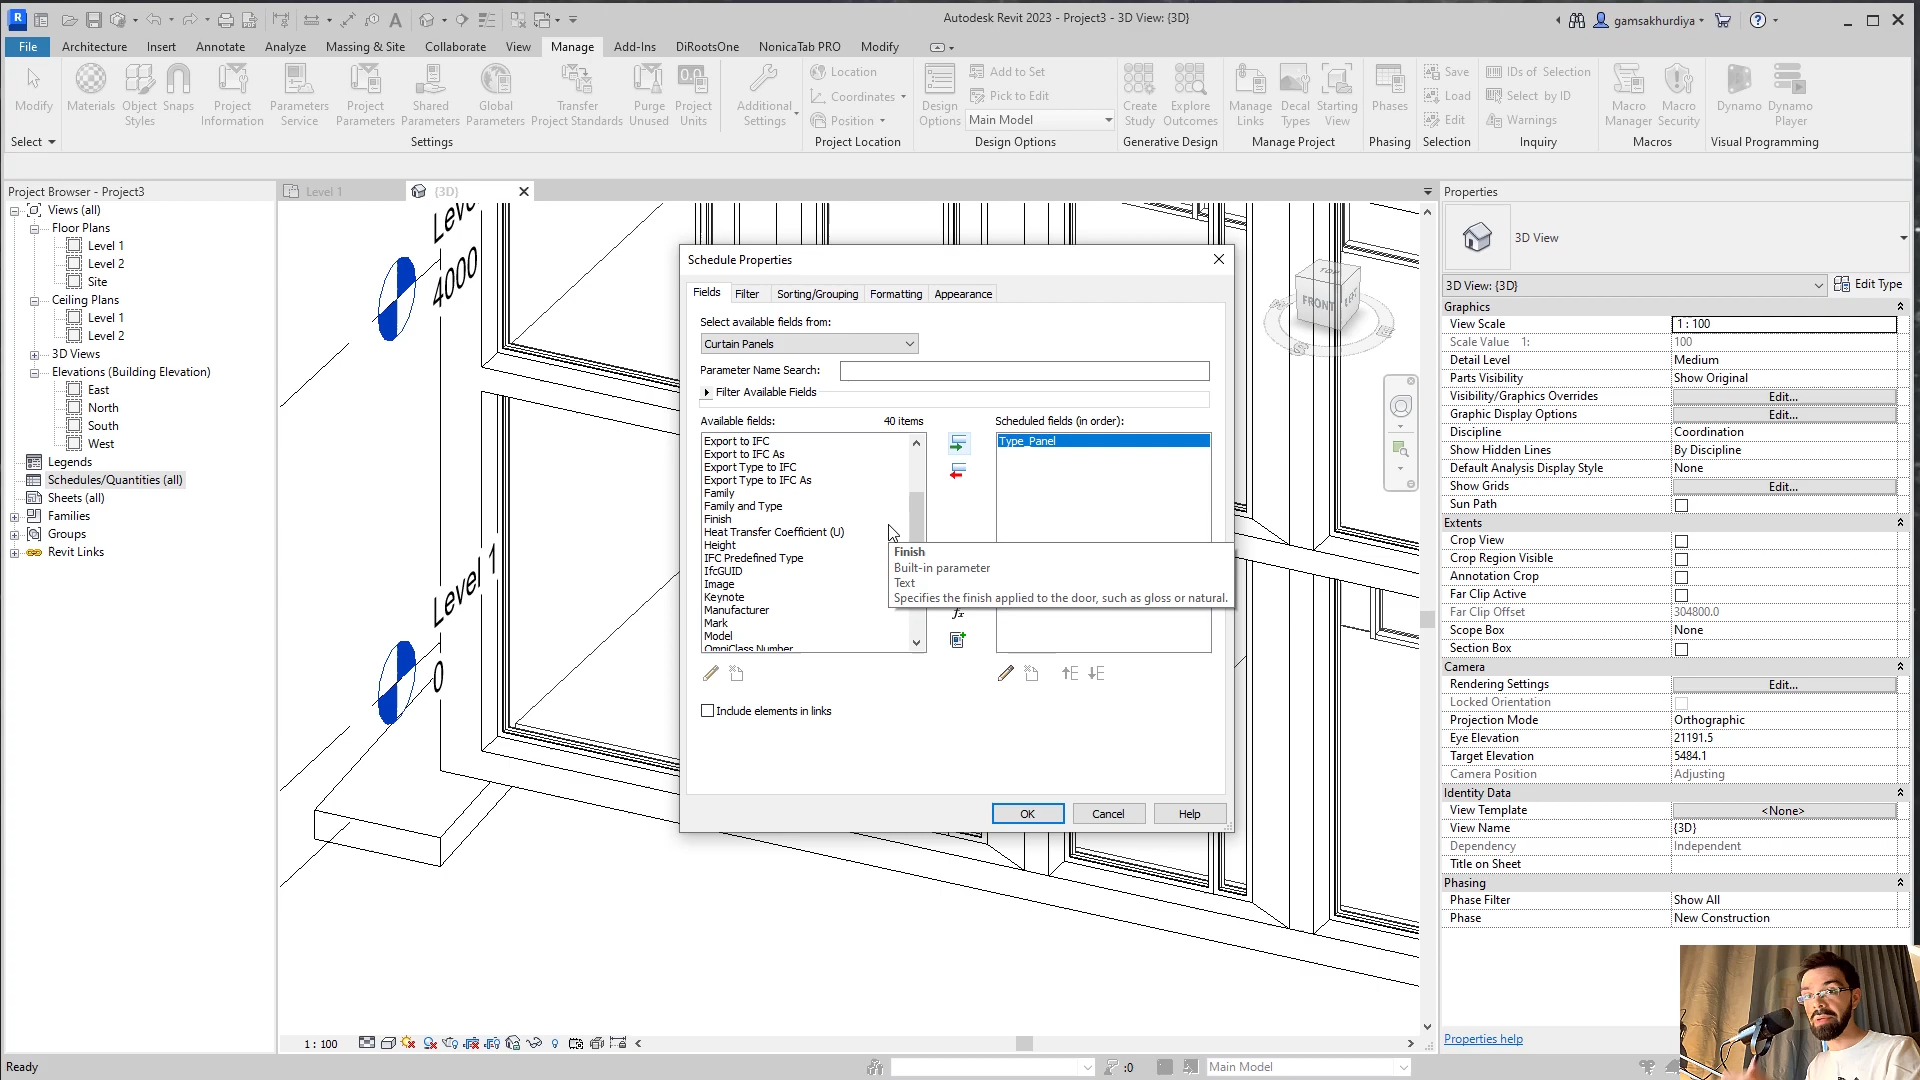 Autodesk Revit 2023 - Project3 - 3D View: {3D}
gamsakhurdiya
File
Architecture
Insert
Annotate
Analyze
Massing & Site
Collaborate
View
Manage
Add-Ins
DiRootsOne
NonicaTab PRO
Modify
Modify
Materials
Object Styles
Snaps
Project Information
Parameters Service
Project Parameters
Shared Parameters
Global Parameters
Transfer Project Standards
Purge Unused
Project Units
Additional Settings
Location
Coordinates
Position
Design Options
Add to Set
Pick to Edit
Main Model
Create Study
Explore Outcomes
Manage Links
Decal Types
Starting View
Phases
Save
Load
Edit
IDs of Selection
Select by ID
Warnings
Macro Manager
Macro Security
Dynamo
Dynamo Player
Select
Settings
Project Location
Design Options
Generative Design
Manage Project
Phasing
Selection
Inquiry
Macros
Visual Programming
Project Browser - Project3
Views (all)
Floor Plans
Level 1
Level 2
Site
Ceiling Plans
Level 1
Level 2
3D Views
Elevations (Building Elevation)
East
North
South
West
Legends
Schedules/Quantities (all)
Sheets (all)
Families
Groups
Revit Links
Level 1
{3D}
4000
Level 1
0
TOP
FRONT
Schedule Properties
Fields
Filter
Sorting/Grouping
Formatting
Appearance
Select available fields from:
Curtain Panels
Parameter Name Search:
Filter Available Fields
Available fields:
40 items
Scheduled fields (in order):
Export to IFC
Export to IFC As
Export Type to IFC
Export Type to IFC As
Family
Family and Type
Finish
Heat Transfer Coefficient (U)
Height
IFC Predefined Type
IfcGUID
Image
Keynote
Manufacturer
Mark
Model
OmniClass Number
Type_Panel
Finish
Built-in parameter
Text
Specifies the finish applied to the door, such as gloss or natural.
Include elements in links
OK
Cancel
Help
Properties
3D View
3D View: {3D}
Edit Type
Graphics
View Scale
1 : 100
Scale Value 1:
100
Detail Level
Medium
Parts Visibility
Show Original
Visibility/Graphics Overrides
Edit...
Graphic Display Options
Edit...
Discipline
Coordination
Show Hidden Lines
By Discipline
Default Analysis Display Style
None
Show Grids
Edit...
Sun Path
Extents
Crop View
Crop Region Visible
Annotation Crop
Far Clip Active
Far Clip Offset
304800.0
Scope Box
None
Section Box
Camera
Rendering Settings
Edit...
Locked Orientation
Projection Mode
Orthographic
Eye Elevation
21191.5
Target Elevation
5484.1
Camera Position
Adjusting
Identity Data
View Template
<None>
View Name
{3D}
Dependency
Independent
Title on Sheet
Phasing
Phase Filter
Show All
Phase
New Construction
Properties help
1 : 100
Ready
:0
Main Model